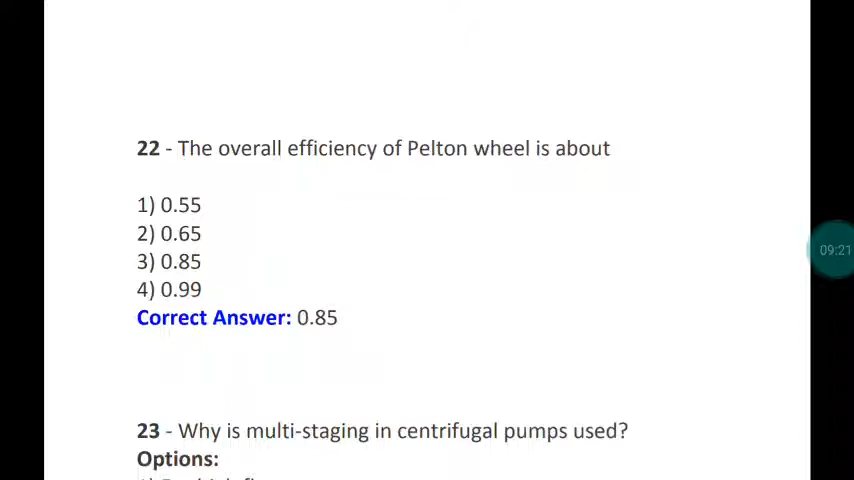 22 - The overall efficiency of Pelton wheel is about
1) 0.55
2) 0.65
3) 0.85
4) 0.99
Correct Answer: 0.85
23 - Why is multi-staging in centrifugal pumps used?
Options:
09:21